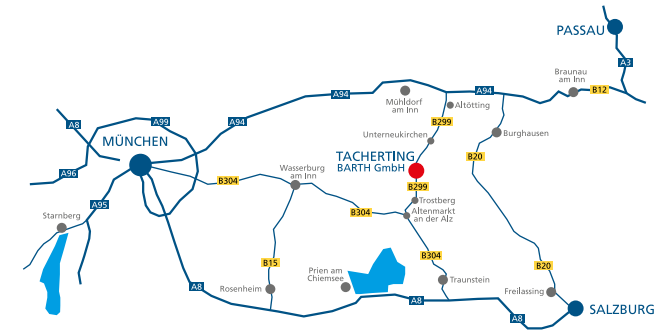 PASSAU
A3
Braunau
am Inn
B12
A94
A94
A94
Mühldorf
am Inn
Altötting
A8
A99
B299
Unterneukirchen
Burghausen
MÜNCHEN
TACHERTING
BARTH GmbH
B20
A96
Wasserburg
am Inn
B304
B299
A95
Trostberg
Starnberg
B304
Altenmarkt
an der Alz
B304
B15
Prien am
Chiemsee
B20
A8
Rosenheim
Traunstein
Freilassing
A8
SALZBURG
A8